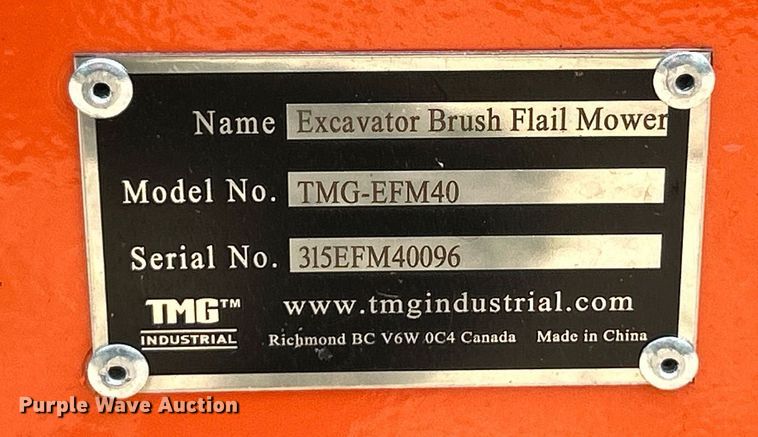 Name Excavator Brush Flail Mower
Model No. TMG-EFM40
Serial No. 315EFM40096
TMG™ www.tmgindustrial.com
INDUSTRIAL Richmond BC V6W 0C4 Canada Made in China
Purple Wave Auction